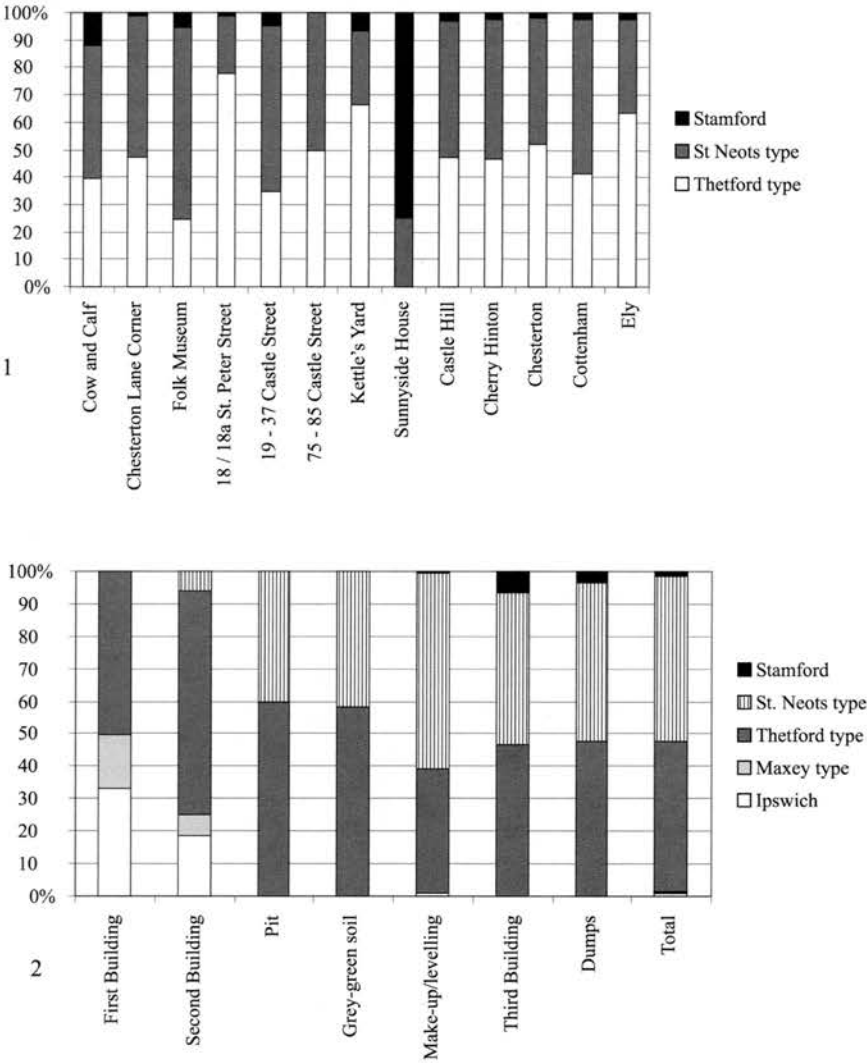 100%
90
80
70
60
50
40
30
20
10
0%
Stamford
St Neots type
Thetford type
Cow and Calf
Chesterton Lane Corner
Folk Museum
18 / 18a St. Peter Street
19 - 37 Castle Street
75 - 85 Castle Street
Kettle's Yard
Sunnyside House
Castle Hill
Cherry Hinton
Chesterton
Cottenham
Ely
1
100%
90
80
70
60
50
40
30
20
10
0%
Stamford
St. Neots type
Thetford type
Maxey type
Ipswich
First Building
Second Building
Pit
Grey-green soil
Make-up/levelling
Third Building
Dumps
Total
2